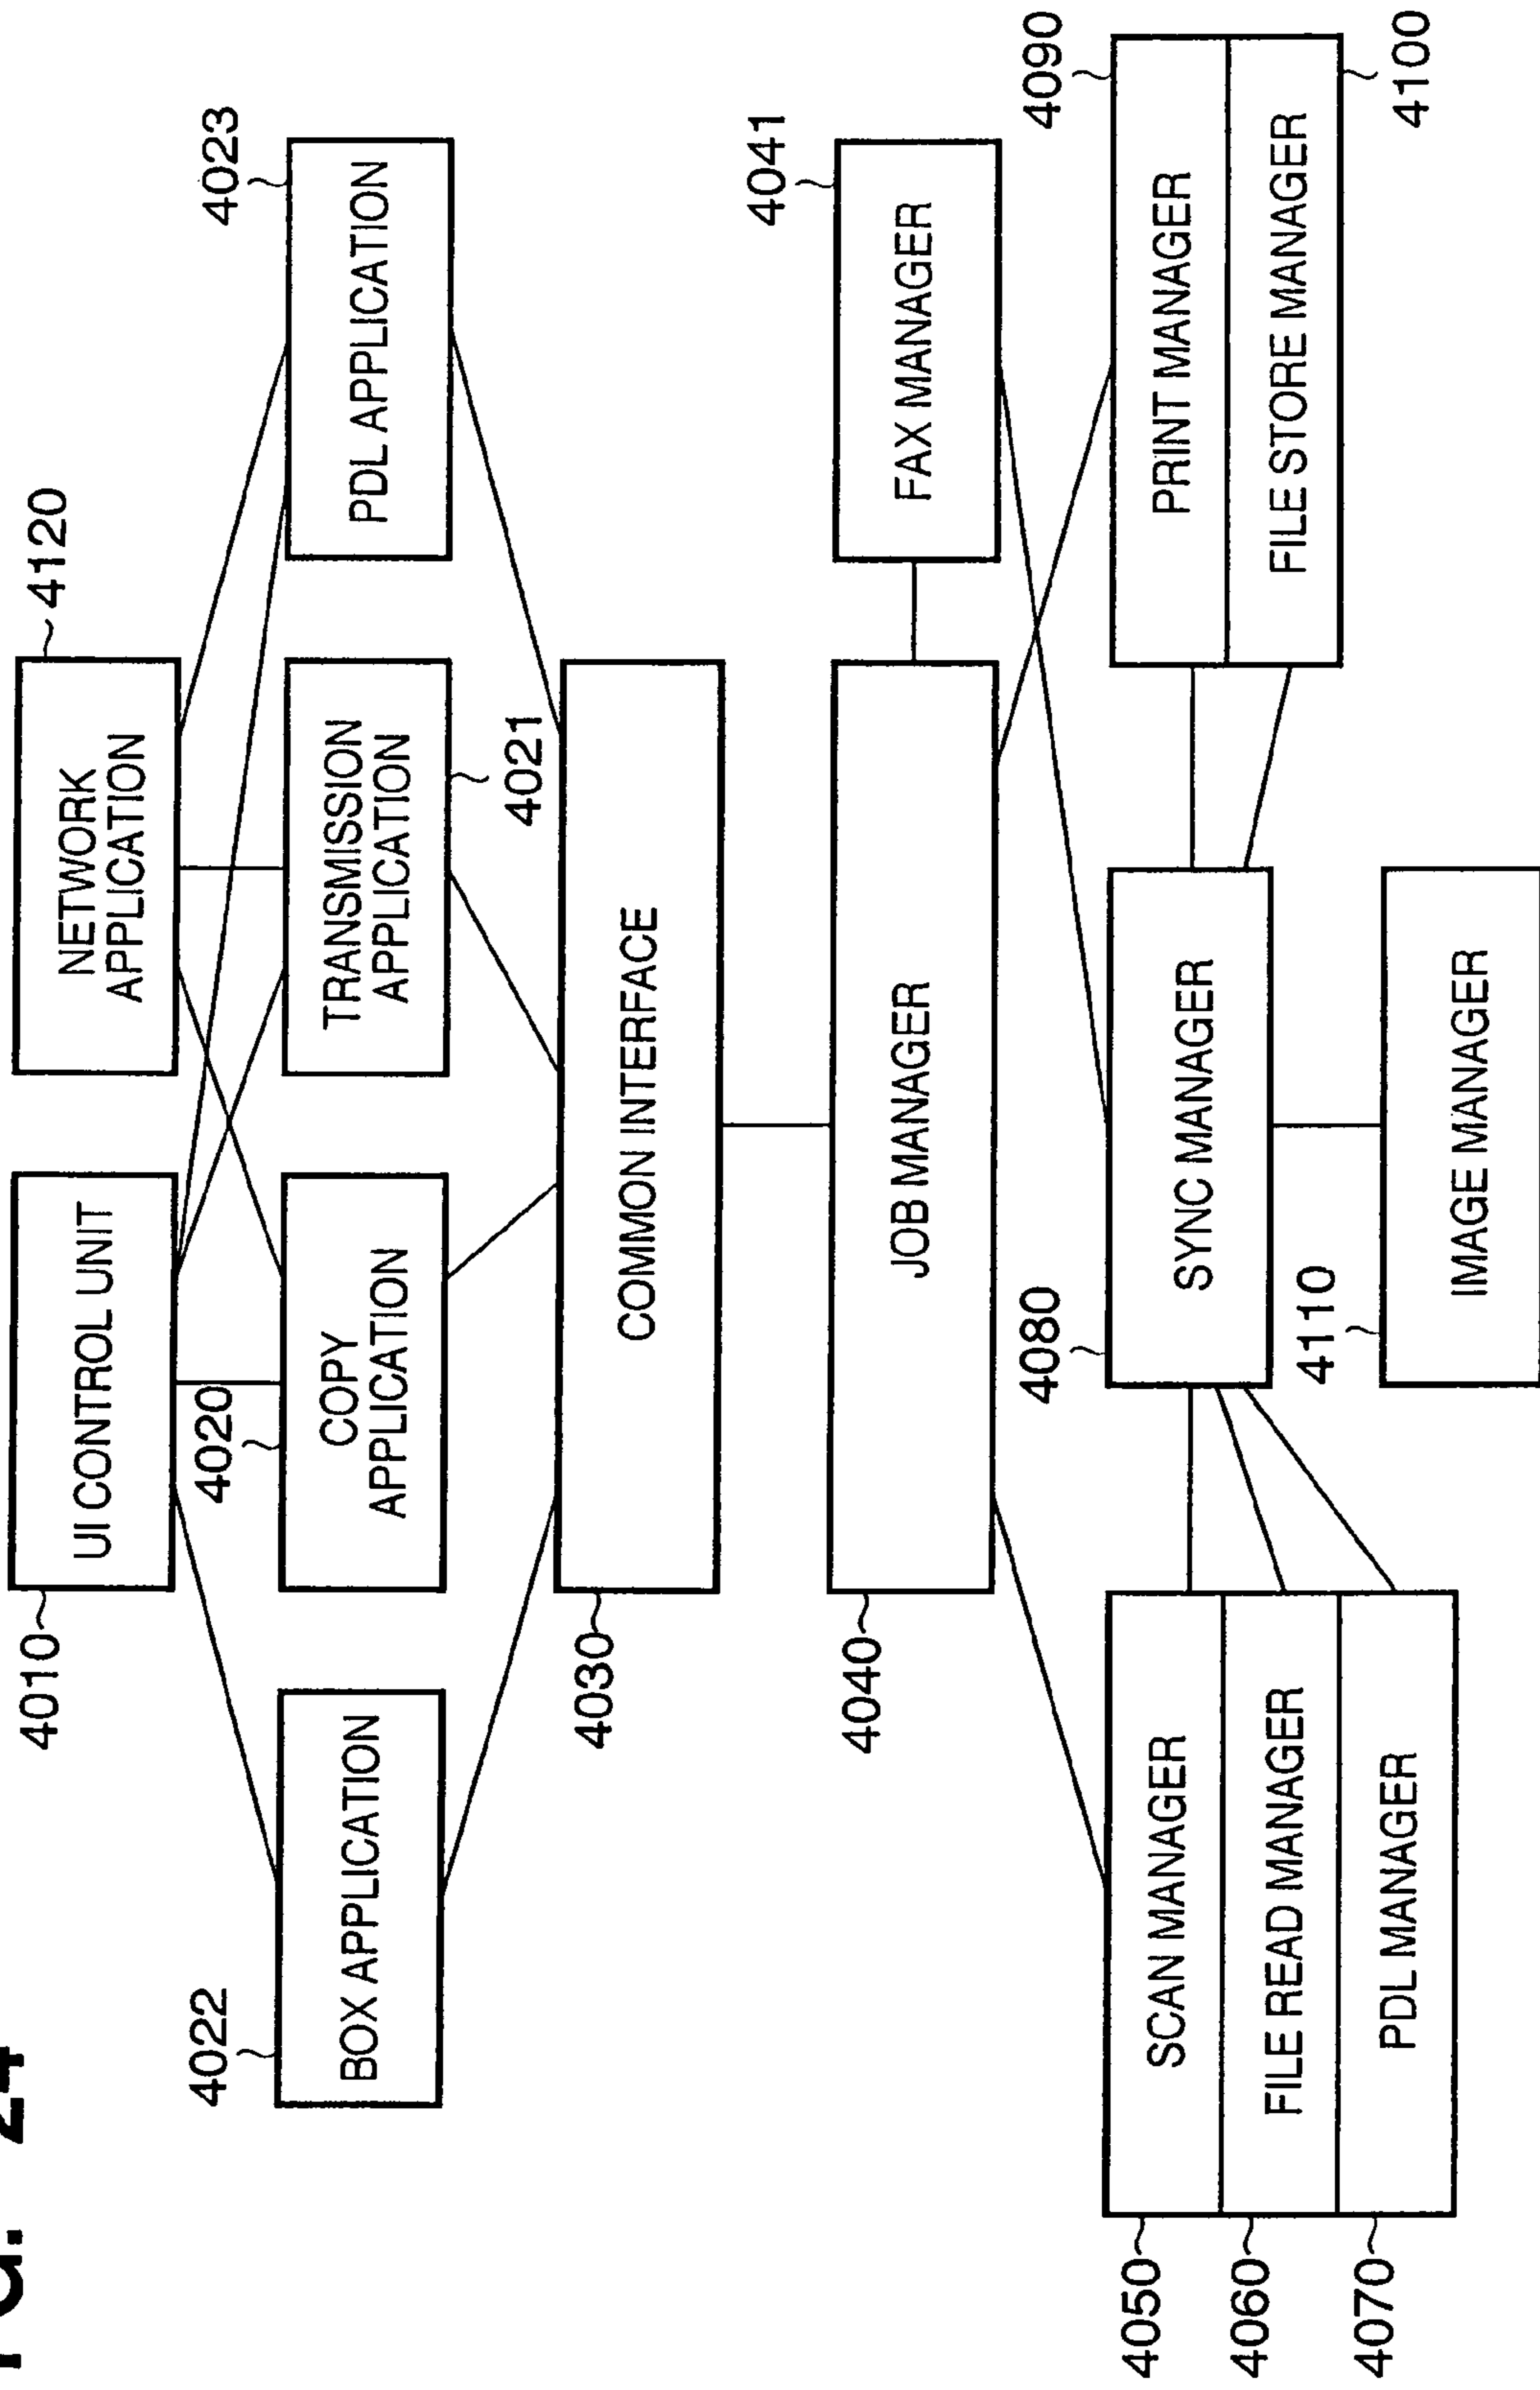 FIG. 24
4010
UI CONTROL UNIT
NETWORK
APPLICATION
4120
4022
BOX APPLICATION
4020
COPY
APPLICATION
TRANSMISSION
APPLICATION
4021
PDL APPLICATION
4023
4030
COMMON INTERFACE
4040
JOB MANAGER
FAX MANAGER
4041
4050
SCAN MANAGER
4060
FILE READ MANAGER
4070
PDL MANAGER
4080
SYNC MANAGER
PRINT MANAGER
4090
FILE STORE MANAGER
4100
4110
IMAGE MANAGER